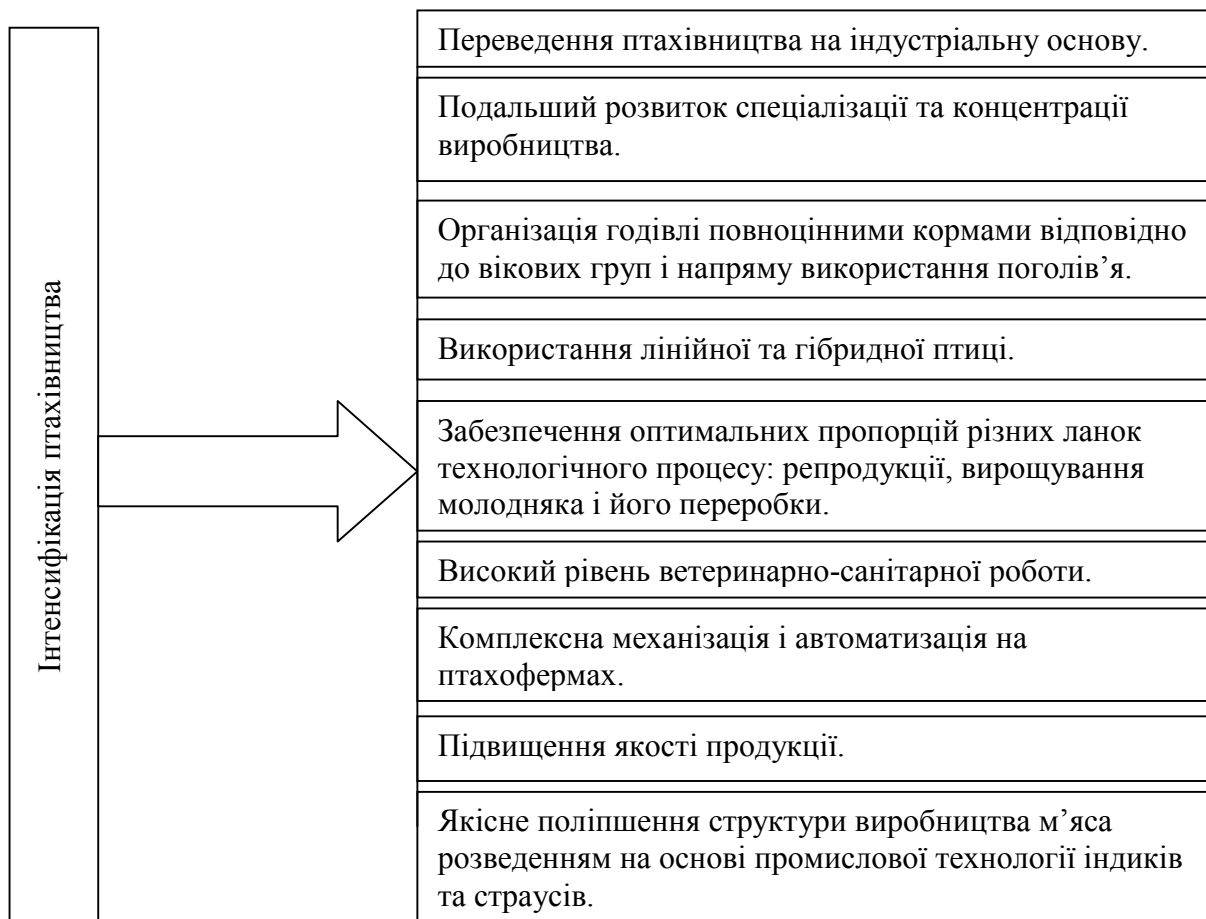 Інтенсифікація птахівництва
Переведення птахівництва на індустріальну основу.
Подальший розвиток спеціалізації та концентрації
виробництва.
Організація годівлі повноцінними кормами відповідно
до вікових груп і напряму використання поголів’я.
Використання лінійної та гібридної птиці.
Забезпечення оптимальних пропорцій різних ланок
технологічного процесу: репродукції, вирощування
молодняка і його переробки.
Високий рівень ветеринарно-санітарної роботи.
Комплексна механізація і автоматизація на
птахофермах.
Підвищення якості продукції.
Якісне поліпшення структури виробництва м’яса
розведенням на основі промислової технології індиків
та страусів.